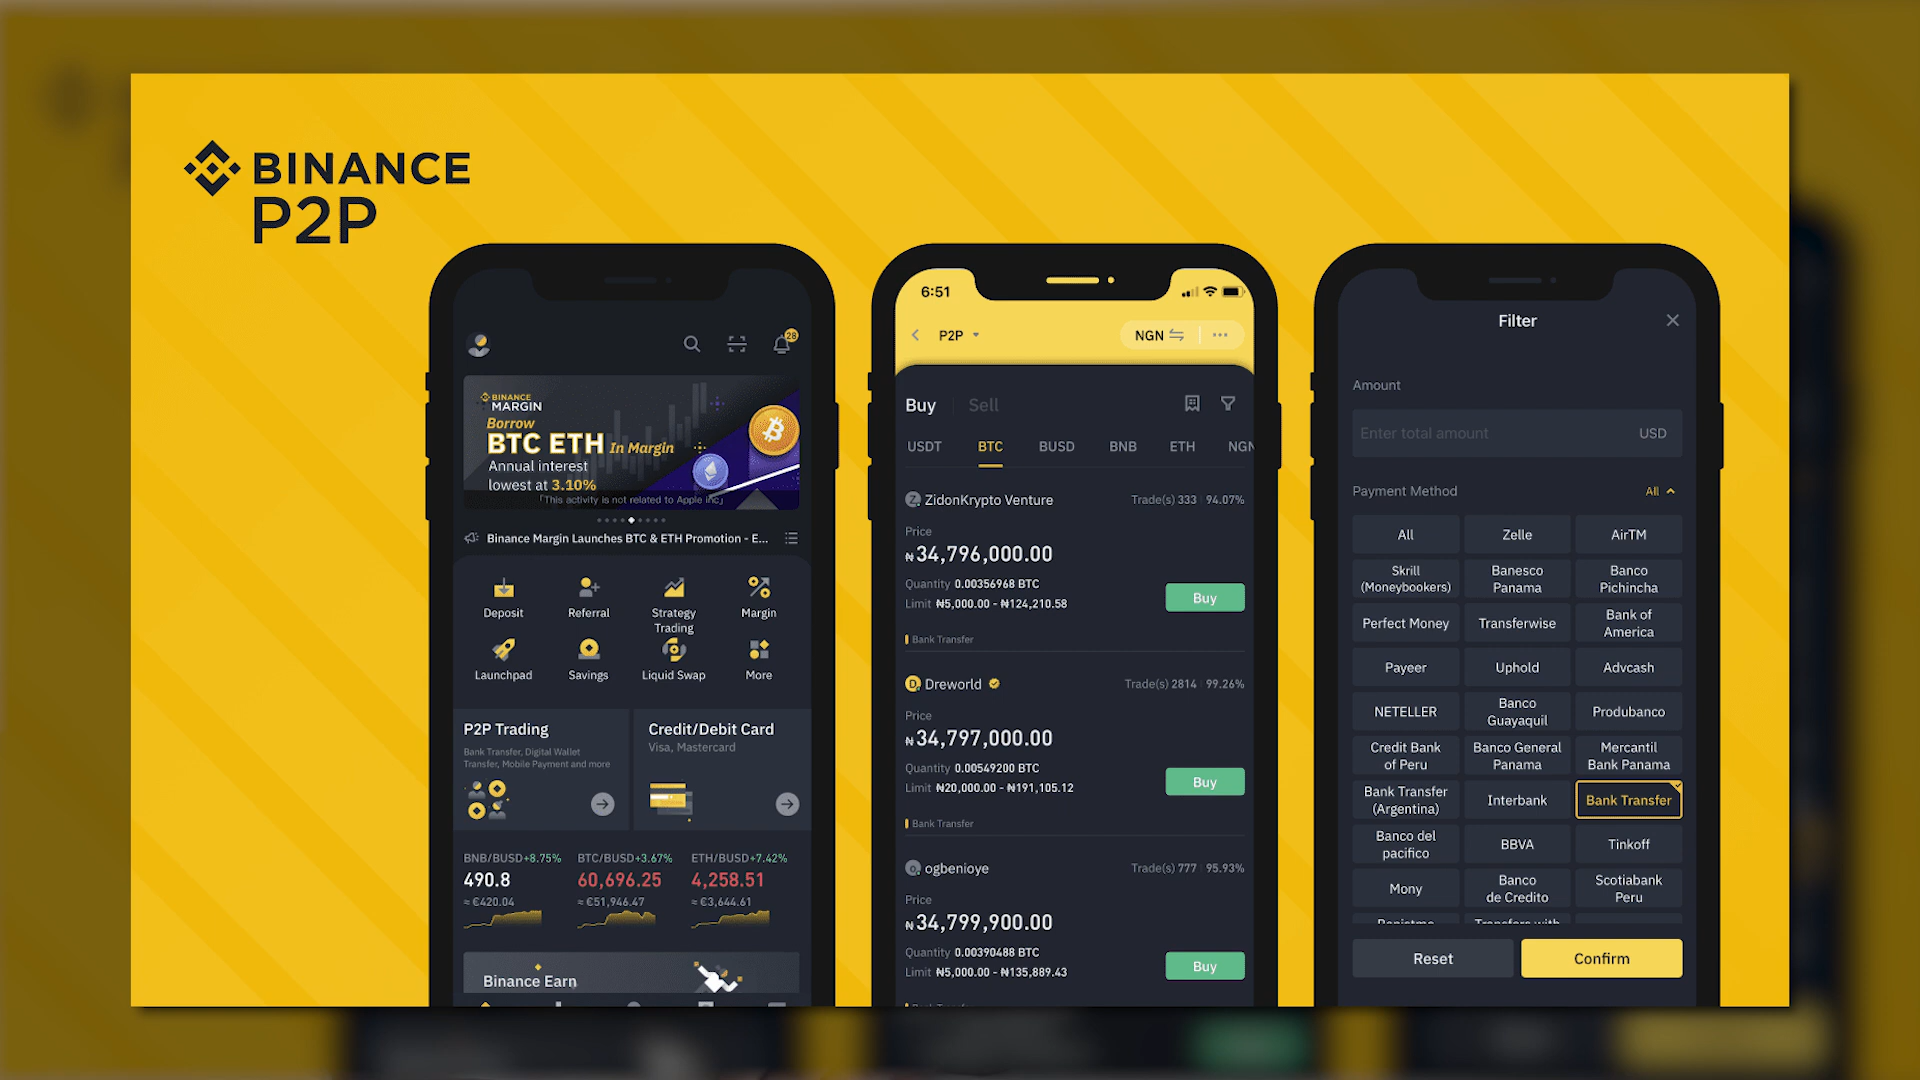 BINANCE
P2P
28
BINANCE
MARGIN
Borrow
BTC ETH In Margin
Annual interest
lowest at 3.10%
「This activity is not related to Apple Inc」
Binance Margin Launches BTC & ETH Promotion - E...
Deposit
Referral
Strategy
Trading
Margin
Launchpad
Savings
Liquid Swap
More
P2P Trading
Bank Transfer, Digital Wallet
Transfer, Mobile Payment and more
Credit/Debit Card
Visa, Mastercard
BNB/BUSD+8.75%
490.8
≈ €420.04
BTC/BUSD+3.67%
60,696.25
≈ €51,946.47
ETH/BUSD+7.42%
4,258.51
≈ €3,644.61
Binance Earn
6:51
P2P
NGN
Buy
Sell
USDT
BTC
BUSD
BNB
ETH
NGN
Z ZidonKrypto Venture
Trade(s) 333 94.07%
Price
₦34,796,000.00
Quantity 0.00356968 BTC
Limit ₦5,000.00 - ₦124,210.58
Buy
Bank Transfer
D Dreworld
Trade(s) 2814 99.26%
Price
₦34,797,000.00
Quantity 0.00549200 BTC
Limit ₦20,000.00 - ₦191,105.12
Buy
Bank Transfer
ogbenioye
Trade(s) 777 95.93%
Price
₦34,799,900.00
Quantity 0.00390488 BTC
Limit ₦5,000.00 - ₦135,889.43
Buy
Filter
Amount
Enter total amount
USD
Payment Method
All
All
Zelle
AirTM
Skrill
(Moneybookers)
Banesco
Panama
Banco
Pichincha
Perfect Money
Transferwise
Bank of
America
Payeer
Uphold
Advcash
NETELLER
Banco
Guayaquil
Produbanco
Credit Bank
of Peru
Banco General
Panama
Mercantil
Bank Panama
Bank Transfer
(Argentina)
Interbank
Bank Transfer
Banco del
pacifico
BBVA
Tinkoff
Mony
Banco
de Credito
Scotiabank
Peru
Reset
Confirm